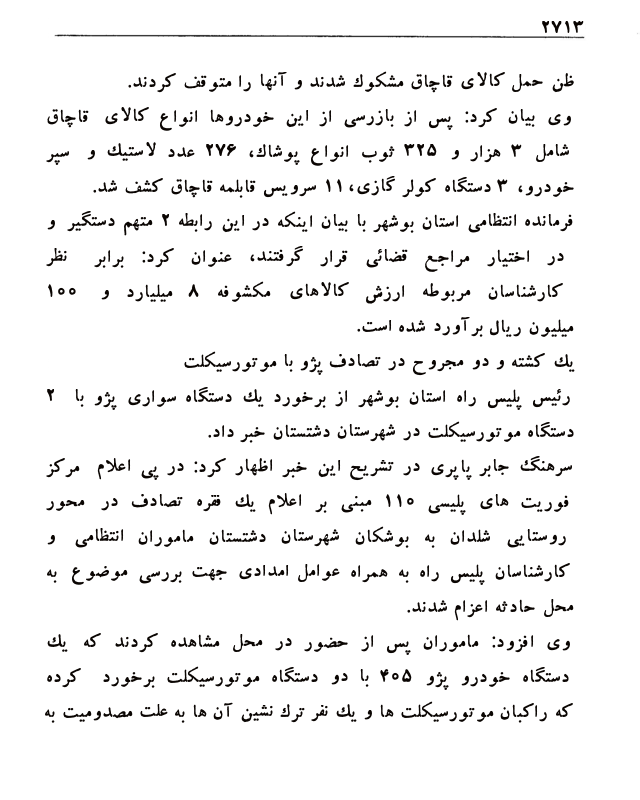 ۲۷۱۳
ظن حمل کالای قاچاق مشکوك شدند و آنها را متوقف کردند.
وی بیان کرد: پس از بازرسی از این خودروها انواع کالای قاچاق
شامل ۳ هزار و ۳۲۵ ثوب انواع پوشاك، ۲۷۶ عدد لاستیك و سپر
خودرو، ۳ دستگاه کولر گازی، ۱۱ سرویس قابلمه قاچاق کشف شد.
فرمانده انتظامی استان بوشهر با بیان اینکه در این رابطه ۲ متهم دستگیر و
در اختیار مراجع قضائی قرار گرفتند، عنوان کرد: برابر نظر
کارشناسان مربوطه ارزش کالاهای مکشوفه ۸ میلیارد و ۱۰۰
میلیون ریال برآورد شده است.
یك کشته و دو مجروح در تصادف پژو با موتورسیکلت
رئیس پلیس راه استان بوشهر از برخورد یك دستگاه سواری پژو با ۲
دستگاه موتورسیکلت در شهرستان دشتستان خبر داد.
سرهنگ جابر پاپری در تشریح این خبر اظهار کرد: در پی اعلام مرکز
فوریت های پلیسی ۱۱۰ مبنی بر اعلام یك فقره تصادف در محور
روستایی شلدان به بوشکان شهرستان دشتستان ماموران انتظامی و
کارشناسان پلیس راه به همراه عوامل امدادی جهت بررسی موضوع به
محل حادثه اعزام شدند.
وی افزود: ماموران پس از حضور در محل مشاهده کردند که یك
دستگاه خودرو پژو ۴۰۵ با دو دستگاه موتورسیکلت برخورد کرده
که راکبان موتورسیکلت ها و یك نفر ترك نشین آن ها به علت مصدومیت به